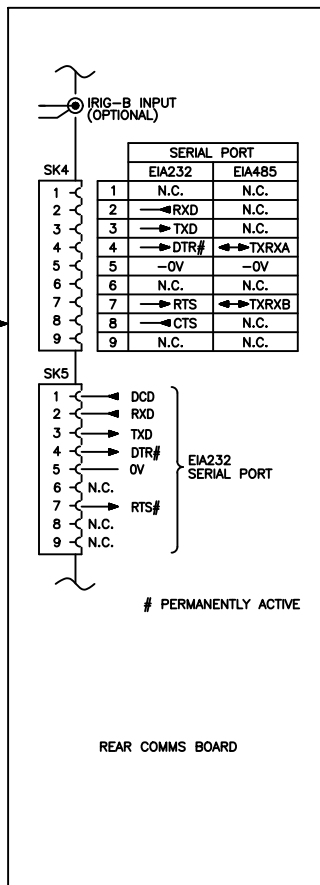 IRIG-B INPUT
(OPTIONAL)
SK4
SERIAL PORT
EIA232 EIA485
1 1 N.C. N.C.
2 2 RXD N.C.
3 3 TXD N.C.
4 4 DTR# TXRXA
5 5 -0V -0V
6 6 N.C. N.C.
7 7 RTS TXRXB
8 8 CTS N.C.
9 9 N.C. N.C.
SK5
1 DCD
2 RXD
3 TXD
4 DTR#
5 0V
6 N.C.
7 RTS#
8 N.C.
9 N.C.
EIA232
SERIAL PORT
# PERMANENTLY ACTIVE
REAR COMMS BOARD